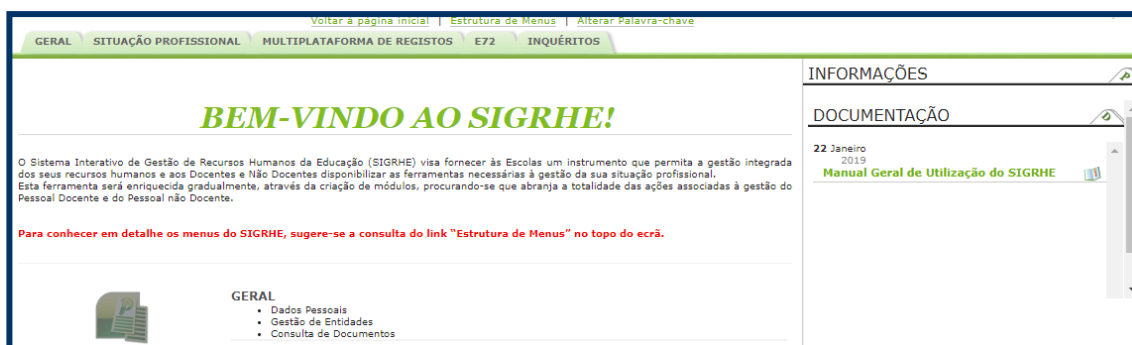 Voltar à página inicial | Estrutura de Menus | Alterar Palavra-chave
GERAL SITUAÇÃO PROFISSIONAL MULTIPLATAFORMA DE REGISTOS E72 INQUÉRITOS
BEM-VINDO AO SIGRHE!
O Sistema Interativo de Gestão de Recursos Humanos da Educação (SIGRHE) visa fornecer às Escolas um instrumento que permita a gestão integrada
dos seus recursos humanos e aos Docentes e Não Docentes disponibilizar as ferramentas necessárias à gestão da sua situação profissional.
Esta ferramenta será enriquecida gradualmente, através da criação de módulos, procurando-se que abranja a totalidade das ações associadas à gestão do
Pessoal Docente e do Pessoal não Docente.
Para conhecer em detalhe os menus do SIGRHE, sugere-se a consulta do link "Estrutura de Menus" no topo do ecrã.
GERAL
• Dados Pessoais
• Gestão de Entidades
• Consulta de Documentos
INFORMAÇÕES
DOCUMENTAÇÃO
22 Janeiro
2019
Manual Geral de Utilização do SIGRHE